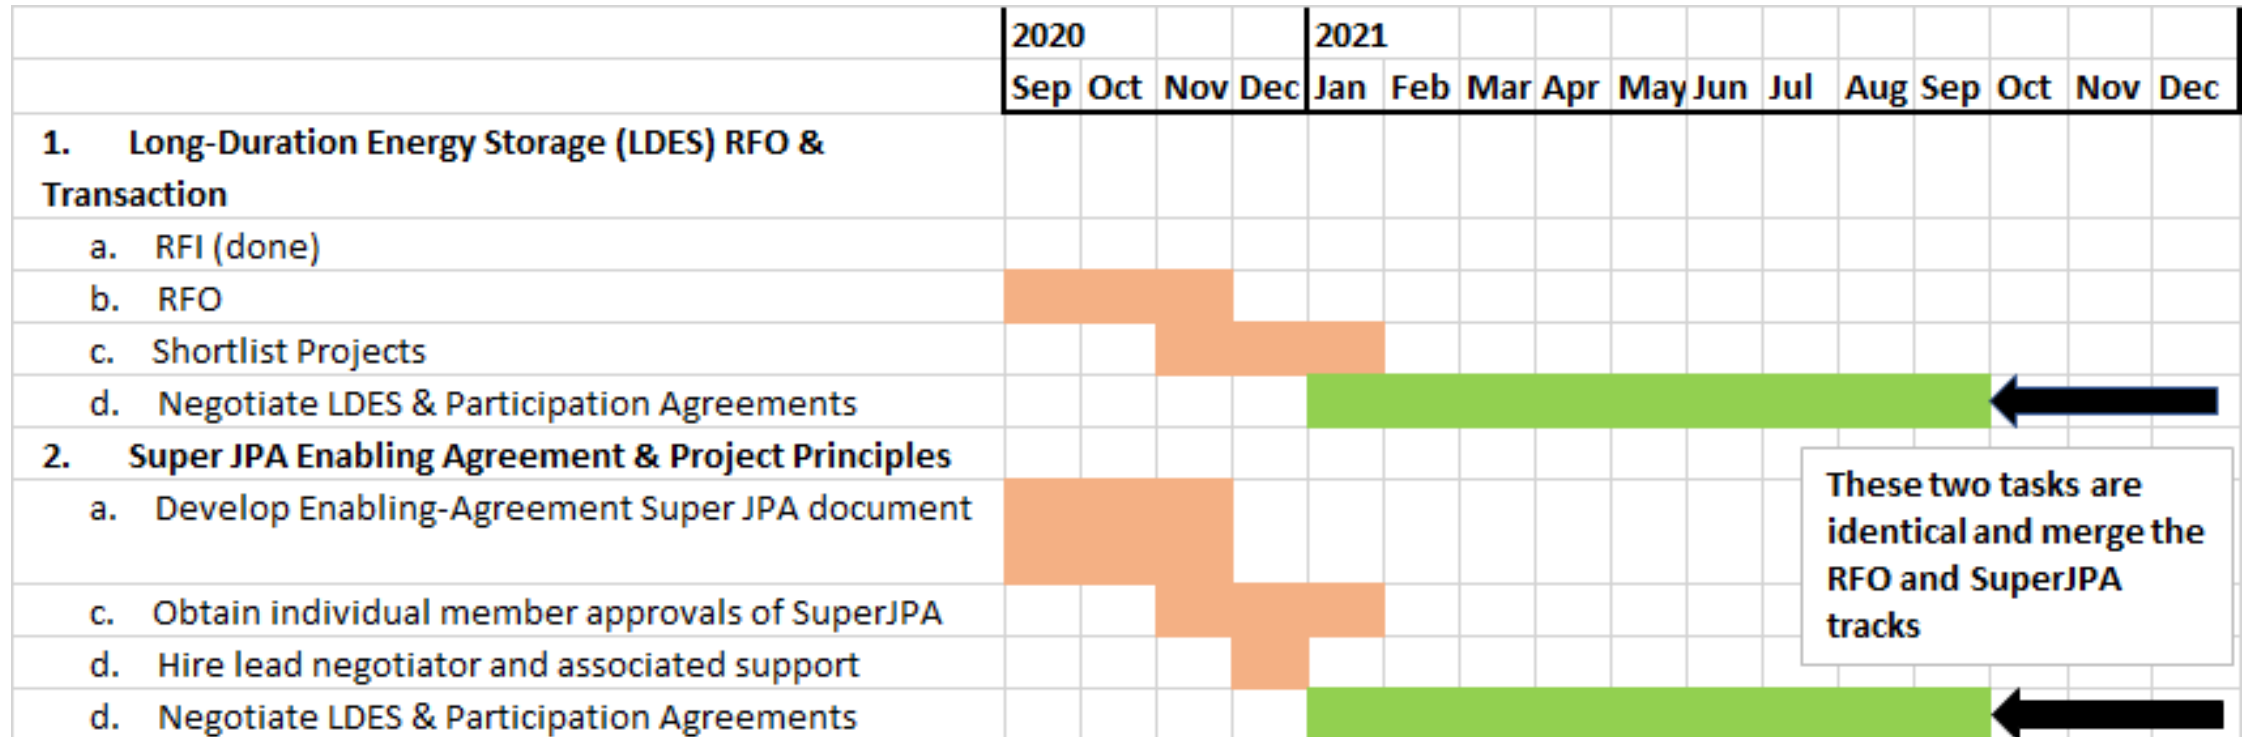 2020 2021
Sep Oct Nov Dec Jan Feb Mar Apr May Jun Jul Aug Sep Oct Nov Dec
1. Long-Duration Energy Storage (LDES) RFO &
Transaction
a. RFI (done)
b. RFO
c. Shortlist Projects
d. Negotiate LDES & Participation Agreements
2. Super JPA Enabling Agreement & Project Principles
a. Develop Enabling-Agreement Super JPA document
c. Obtain individual member approvals of SuperJPA
d. Hire lead negotiator and associated support
d. Negotiate LDES & Participation Agreements
These two tasks are
identical and merge the
RFO and SuperJPA
tracks